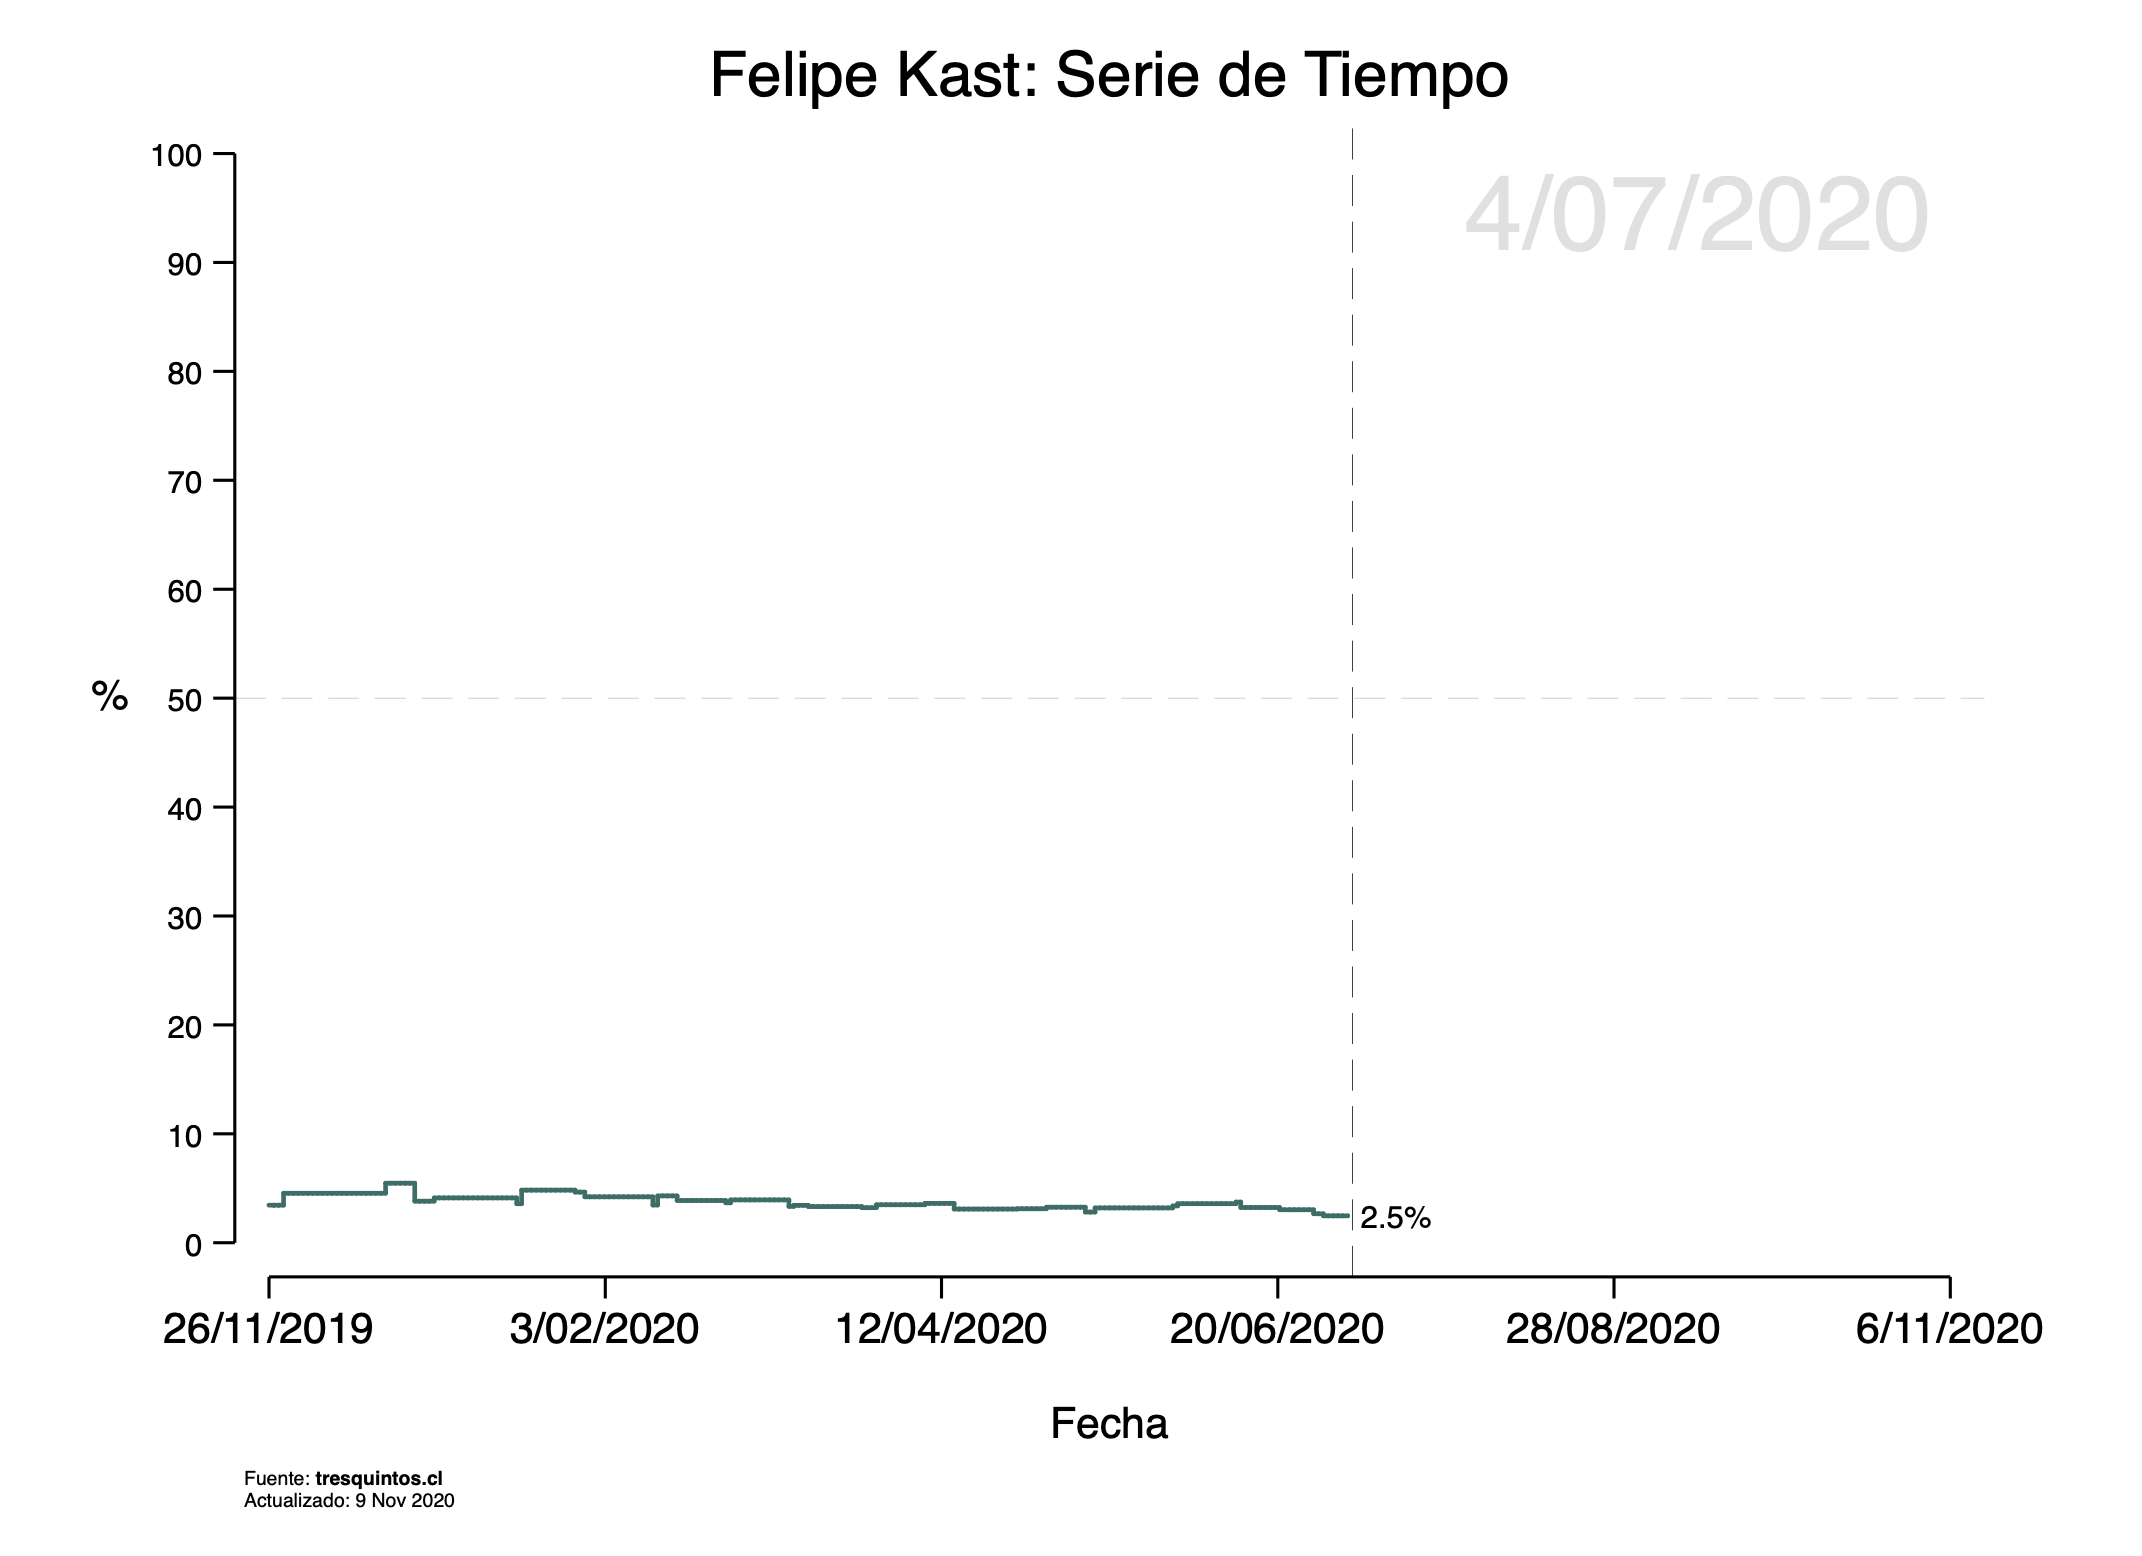 Felipe Kast: Serie de Tiempo
4/07/2020
100
90
80
70
60
50
40
30
20
10
0
%
2.5%
26/11/2019 3/02/2020 12/04/2020 20/06/2020 28/08/2020 6/11/2020
Fecha
Fuente: tresquintos.cl
Actualizado: 9 Nov 2020